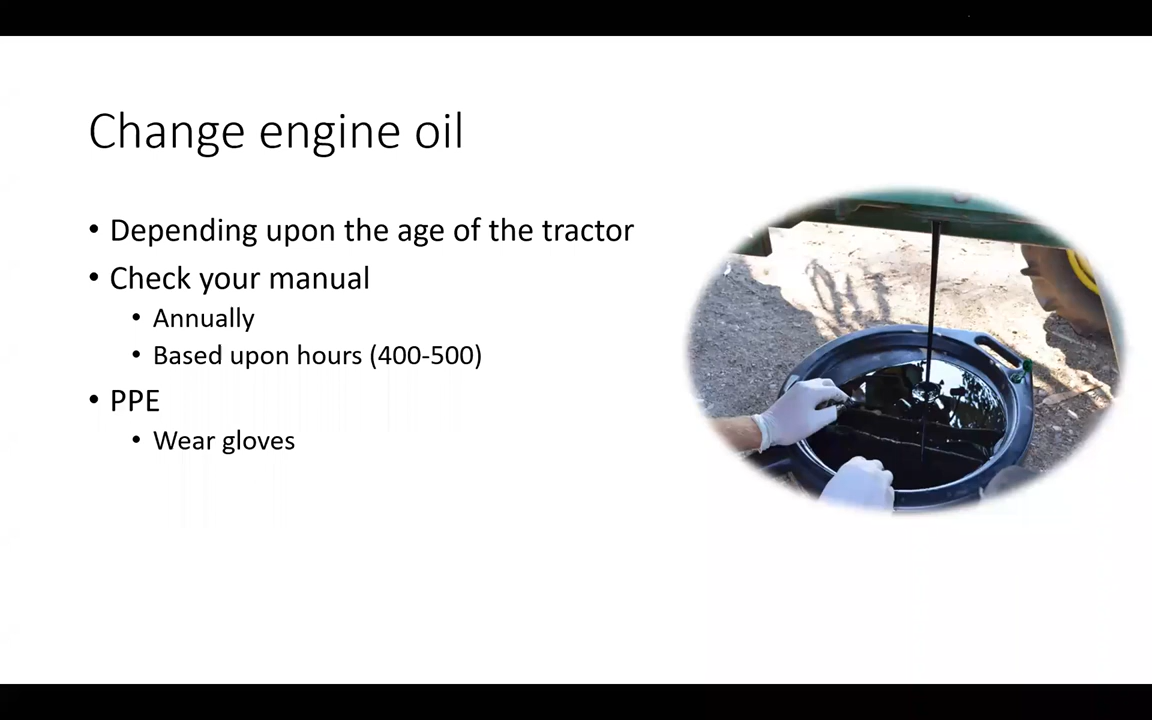 Change engine oil
• Depending upon the age of the tractor
• Check your manual
• Annually
• Based upon hours (400-500)
• PPE
• Wear gloves